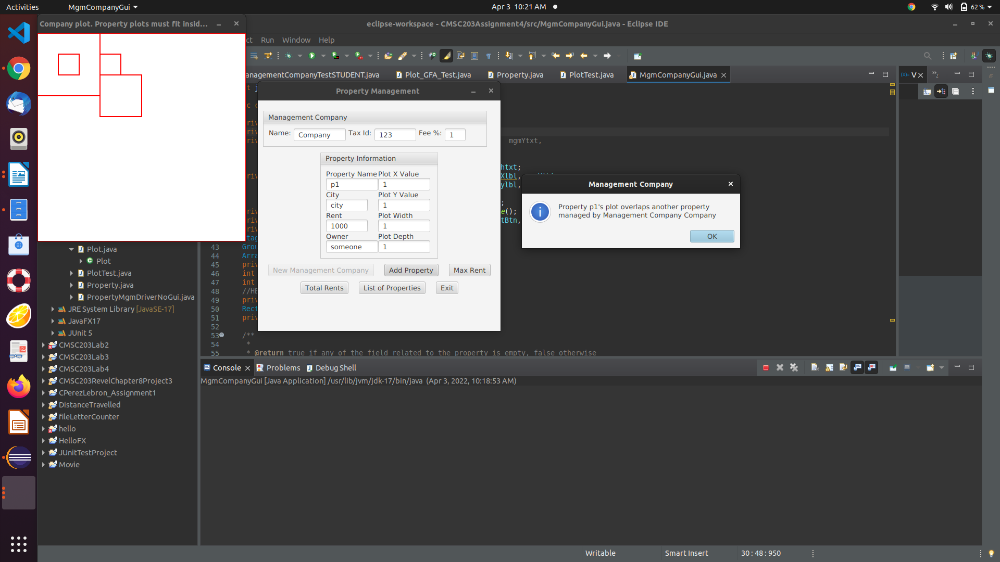 Activities
MgmCompanyGui
Apr 3 10:21 AM
62 %
Company plot. Property plots must fit insid...
eclipse-workspace - CMSC203Assignment4/src/MgmCompanyGui.java - Eclipse IDE
ct Run Window Help
anagementCompanyTestSTUDENT.java
Plot_GFA_Test.java
Property.java
PlotTest.java
MgmCompanyGui.java
(x)= V
2
Property Management
Management Company
Name: Company Tax Id: 123 Fee %: 1
Property Information
Property Name Plot X Value
p1 1
City Plot Y Value
city 1
Rent Plot Width
1000 1
Owner Plot Depth
someone 1
New Management Company Add Property Max Rent
Total Rents List of Properties Exit
Management Company
Property p1's plot overlaps another property
managed by Management Company Company
OK
t j
c c
riv
riv
riv mgmYtxt,
htxt;
riv Xlbl,
ylbl,
;
riv e();
riv tBtn,
riv
tag
43 Grou
44 Arra
45 priv
46 int
47 int
48 //HE
49 priv
50 Rect
51 priv
52
53 /**
54 *
55 * @return true if any of the field related to the property is empty, false otherwise
Plot.java
Plot
PlotTest.java
Property.java
PropertyMgmDriverNoGui.java
JRE System Library [JavaSE-17]
JavaFX17
JUnit 5
CMSC203Lab2
CMSC203Lab3
CMSC203Lab4
CMSC203RevelChapter8Project3
CPerezLebron_Assignment1
DistanceTravelled
fileLetterCounter
hello
HelloFX
JUnitTestProject
Movie
Console Problems Debug Shell
MgmCompanyGui [Java Application] /usr/lib/jvm/jdk-17/bin/java (Apr 3, 2022, 10:18:53 AM)
Writable Smart Insert 30 : 48 : 950